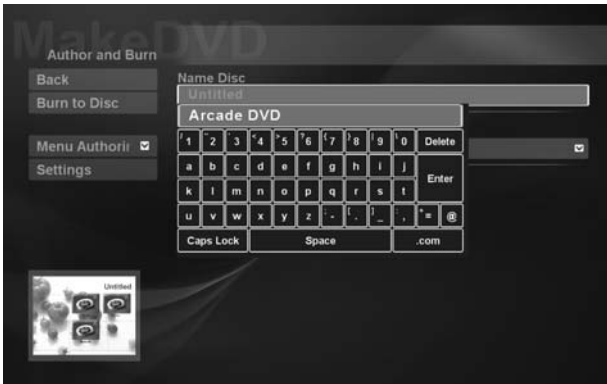 MakeDVD
Author and Burn
Back
Name Disc
Untitled
Burn to Disc
Arcade DVD
1 2 3 4 5 6 7 8 9 0 Delete
Menu Authorin
a b c d e f g h i j
Enter
Settings
k l m n o p q r s t
u v w x y z - . _ , = @
Caps Lock Space .com
Untitled